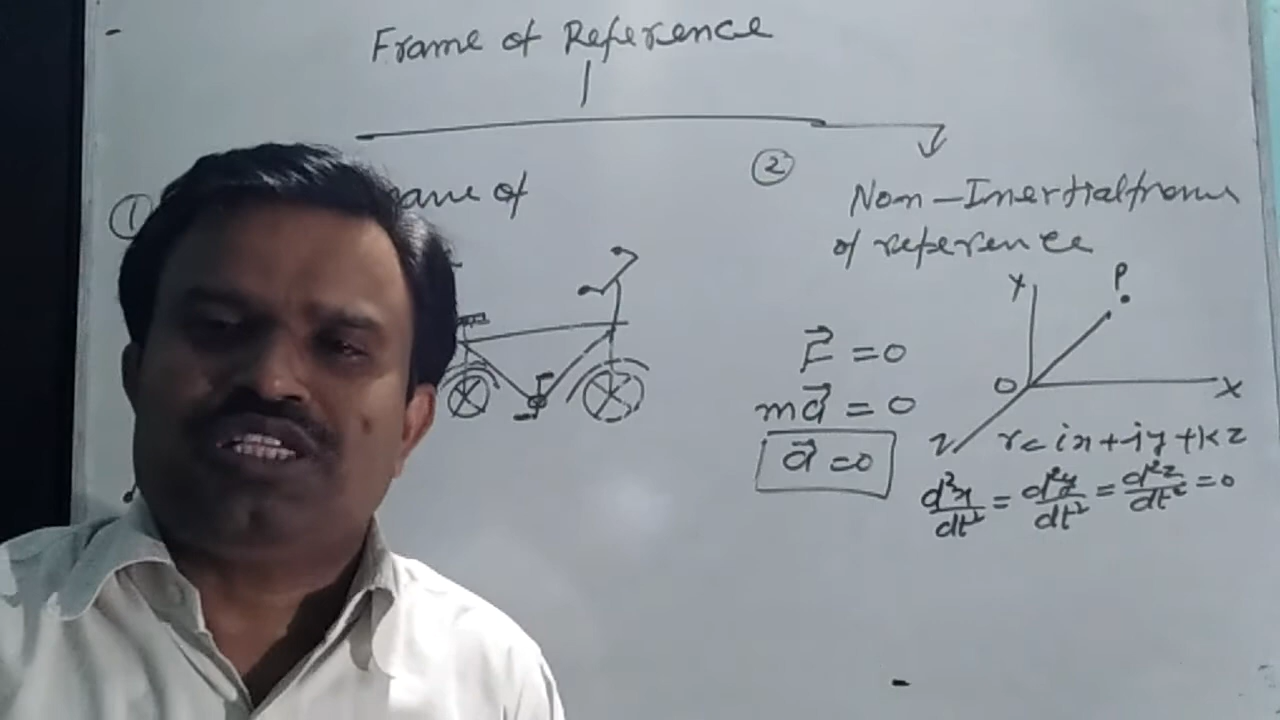 Frame of Reference
①
of
②
Non-Inertial frame
of reference
F⃗ = 0
ma⃗ = 0
a⃗ = 0
Y
P
O
X
Z
r = ix + jy + kz
d²x/dt² = d²y/dt² = d²z/dt² = 0